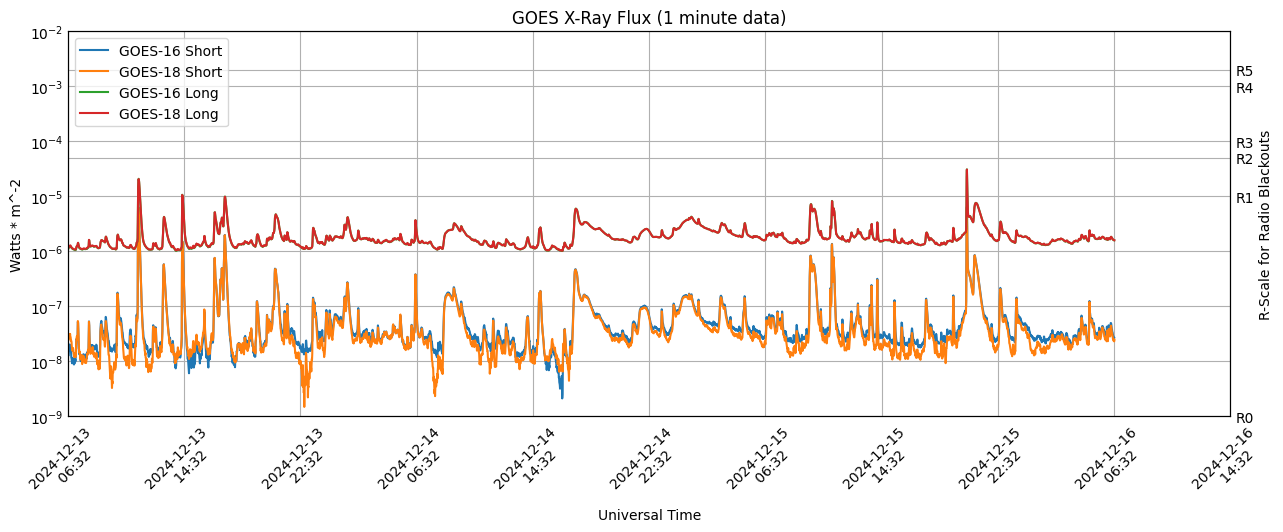 GOES X-Ray Flux (1 minute data)
GOES-16 Short
GOES-18 Short
GOES-16 Long
GOES-18 Long
Watts * m^-2
10⁻²
10⁻³
10⁻⁴
10⁻⁵
10⁻⁶
10⁻⁷
10⁻⁸
10⁻⁹
R5
R4
R3
R2
R1
R0
R-Scale for Radio Blackouts
2024-12-13
06:32
2024-12-13
14:32
2024-12-13
22:32
2024-12-14
06:32
2024-12-14
14:32
2024-12-14
22:32
2024-12-15
06:32
2024-12-15
14:32
2024-12-15
22:32
2024-12-16
06:32
2024-12-16
14:32
Universal Time